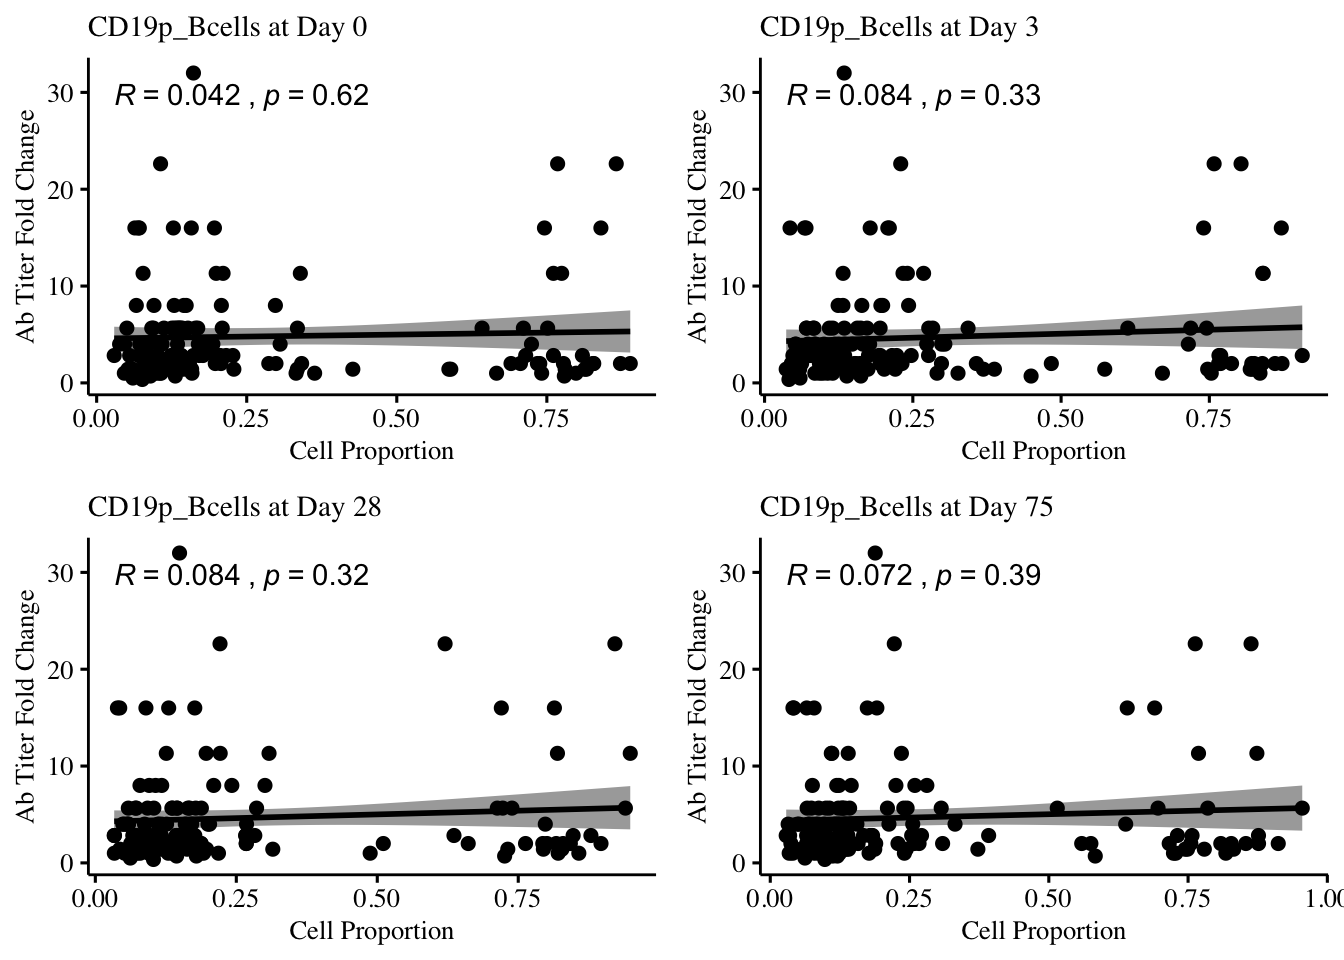 CD19p_Bcells at Day 0
R = 0.042 , p = 0.62
Ab Titer Fold Change
30
20
10
0
0.00 0.25 0.50 0.75
Cell Proportion
CD19p_Bcells at Day 3
R = 0.084 , p = 0.33
Ab Titer Fold Change
30
20
10
0
0.00 0.25 0.50 0.75
Cell Proportion
CD19p_Bcells at Day 28
R = 0.084 , p = 0.32
Ab Titer Fold Change
30
20
10
0
0.00 0.25 0.50 0.75
Cell Proportion
CD19p_Bcells at Day 75
R = 0.072 , p = 0.39
Ab Titer Fold Change
30
20
10
0
0.00 0.25 0.50 0.75 1.00
Cell Proportion